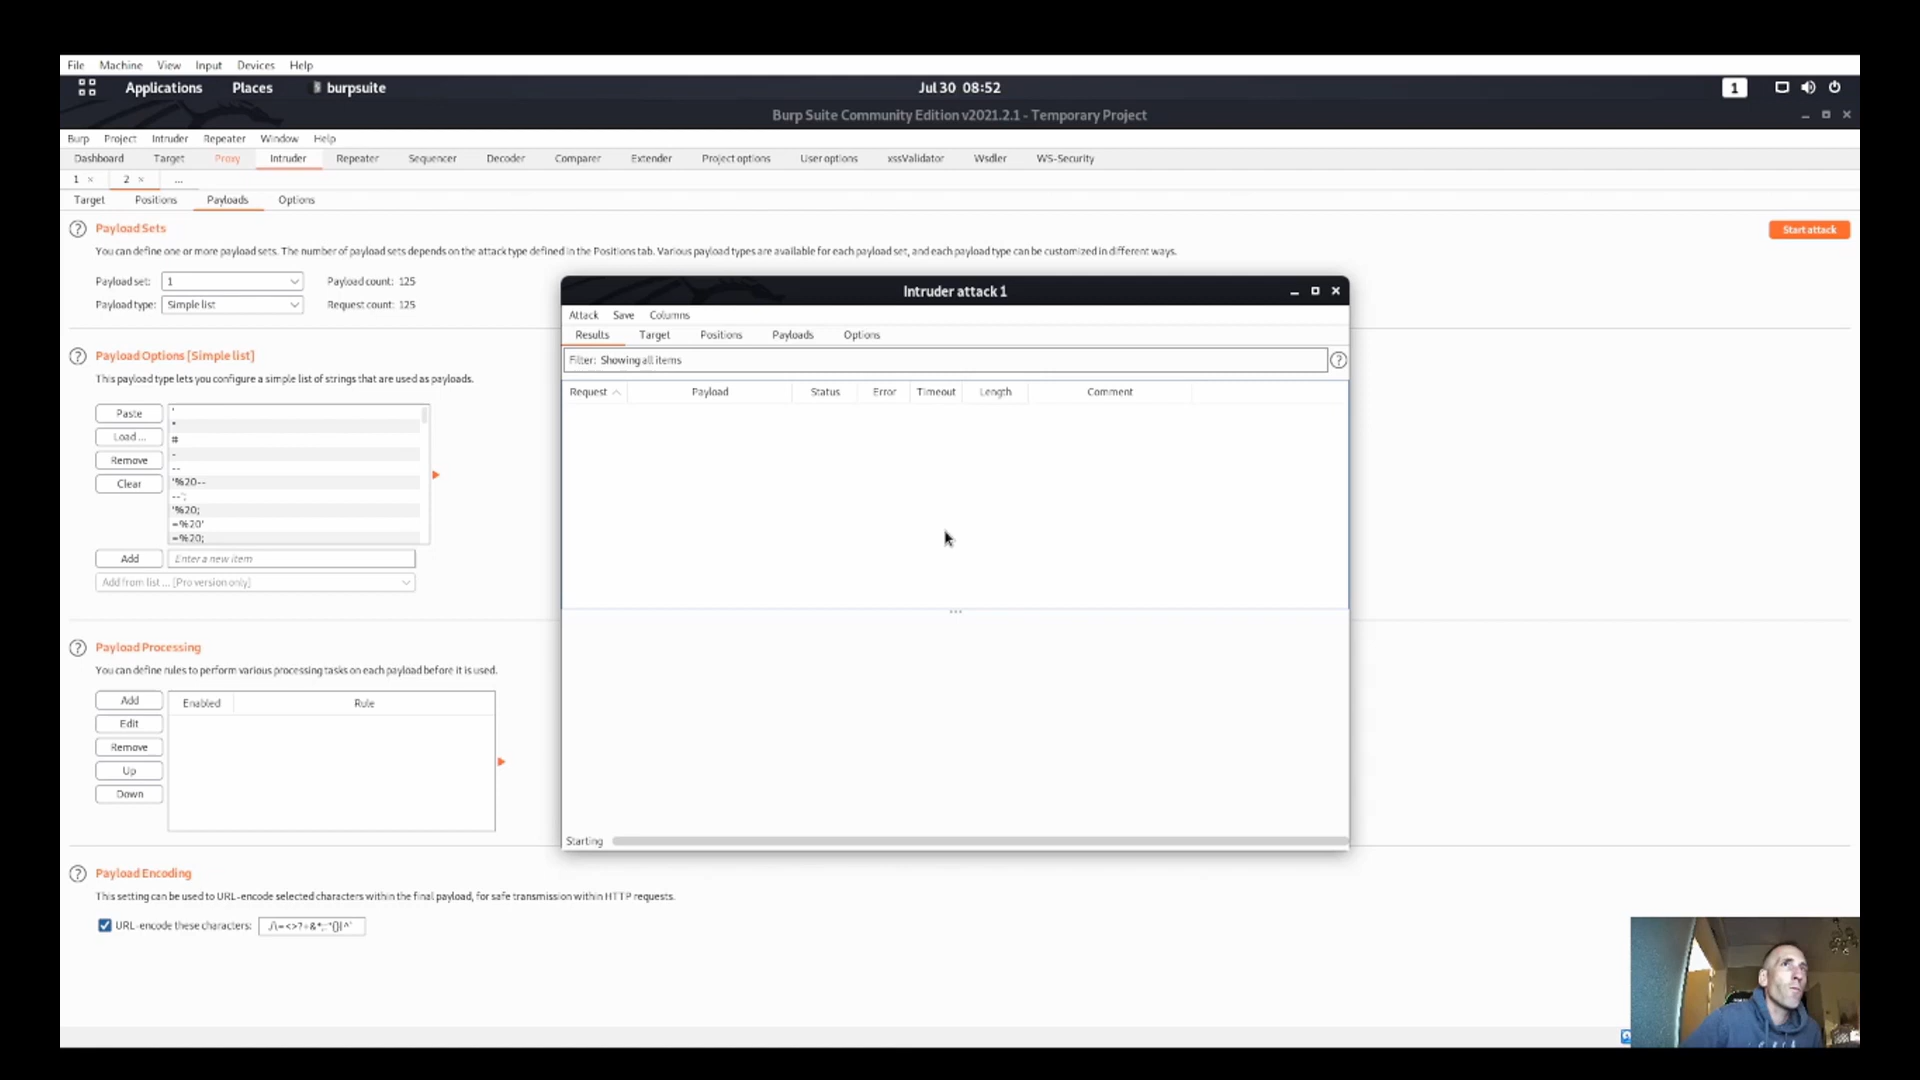 File Machine View Input Devices Help
Applications Places burpsuite Jul 30 08:52 1
Burp Suite Community Edition v2021.2.1 - Temporary Project
Burp Project Intruder Repeater Window Help
Dashboard Target Proxy Intruder Repeater Sequencer Decoder Comparer Extender Project options User options xssValidator Wsdler WS-Security
1 × 2 × ...
Target Positions Payloads Options
? Payload Sets Start attack
You can define one or more payload sets. The number of payload sets depends on the attack type defined in the Positions tab. Various payload types are available for each payload set, and each payload type can be customized in different ways.
Payload set: 1 Payload count: 125
Payload type: Simple list Request count: 125
? Payload Options [Simple list]
This payload type lets you configure a simple list of strings that are used as payloads.
Paste
Load ...
Remove
Clear
'
#
-
--
'%20--
--';
'%20;
=%20'
=%20;
Add Enter a new item
Add from list ... [Pro version only]
? Payload Processing
You can define rules to perform various processing tasks on each payload before it is used.
Add Enabled Rule
Edit
Remove
Up
Down
? Payload Encoding
This setting can be used to URL-encode selected characters within the final payload, for safe transmission within HTTP requests.
URL-encode these characters:
Intruder attack 1
Attack Save Columns
Results Target Positions Payloads Options
Filter: Showing all items ?
Request Payload Status Error Timeout Length Comment
Starting